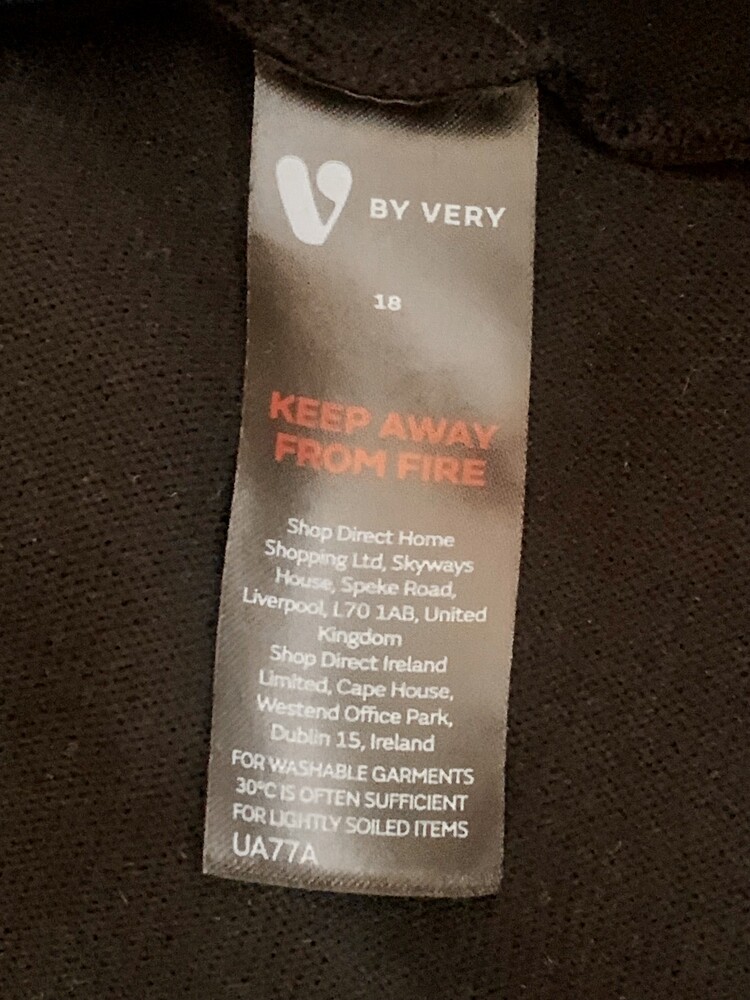 V BY VERY
18
KEEP AWAY
FROM FIRE
Shop Direct Home
Shopping Ltd, Skyways
House, Speke Road,
Liverpool, L70 1AB, United
Kingdom
Shop Direct Ireland
Limited, Cape House,
Westend Office Park,
Dublin 15, Ireland
FOR WASHABLE GARMENTS
30°C IS OFTEN SUFFICIENT
FOR LIGHTLY SOILED ITEMS
UA77A